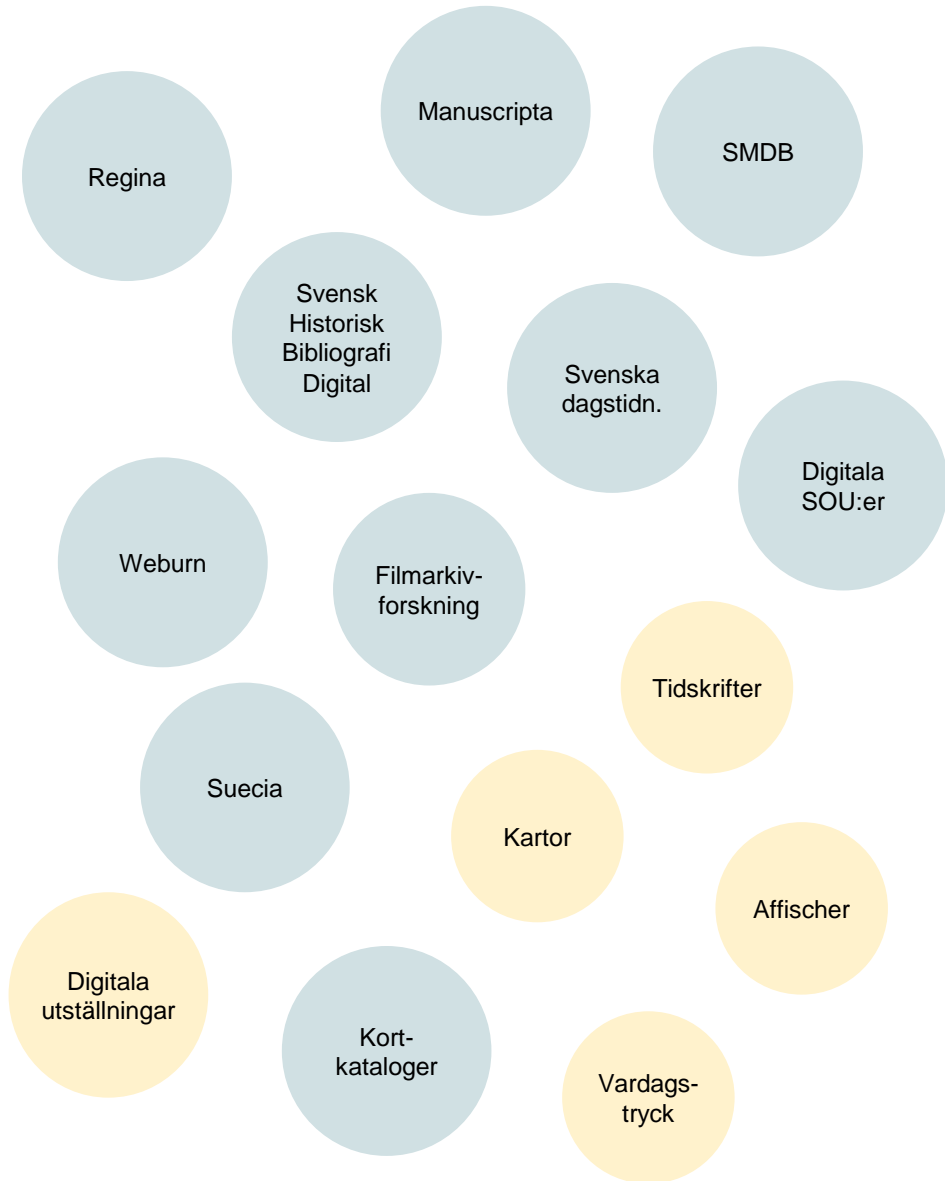 Manuscripta
SMDB
Regina
Svensk
Historisk
Bibliografi
Digital
Svenska
dagstidn.
Digitala
SOU:er
Weburn
Filmarkiv-
forskning
Tidskrifter
Suecia
Kartor
Affischer
Digitala
utställningar
Kort-
kataloger
Vardags-
tryck